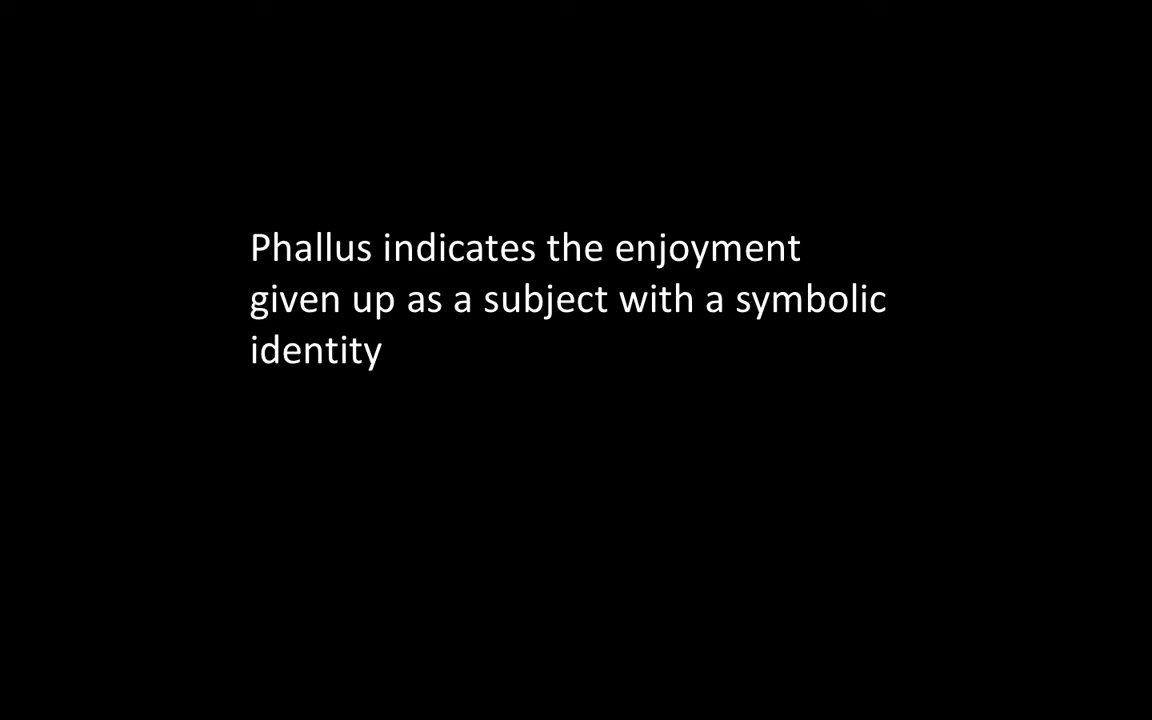 Phallus indicates the enjoyment
given up as a subject with a symbolic
identity